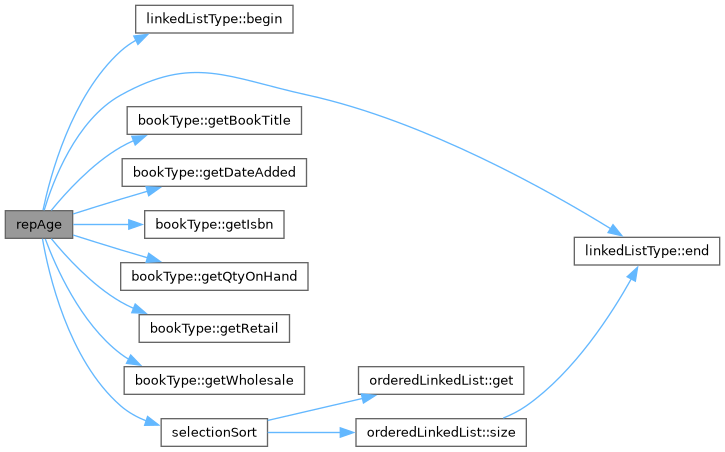 linkedListType::begin
bookType::getBookTitle
bookType::getDateAdded
repAge
bookType::getIsbn
linkedListType::end
bookType::getQtyOnHand
bookType::getRetail
bookType::getWholesale
orderedLinkedList::get
selectionSort
orderedLinkedList::size